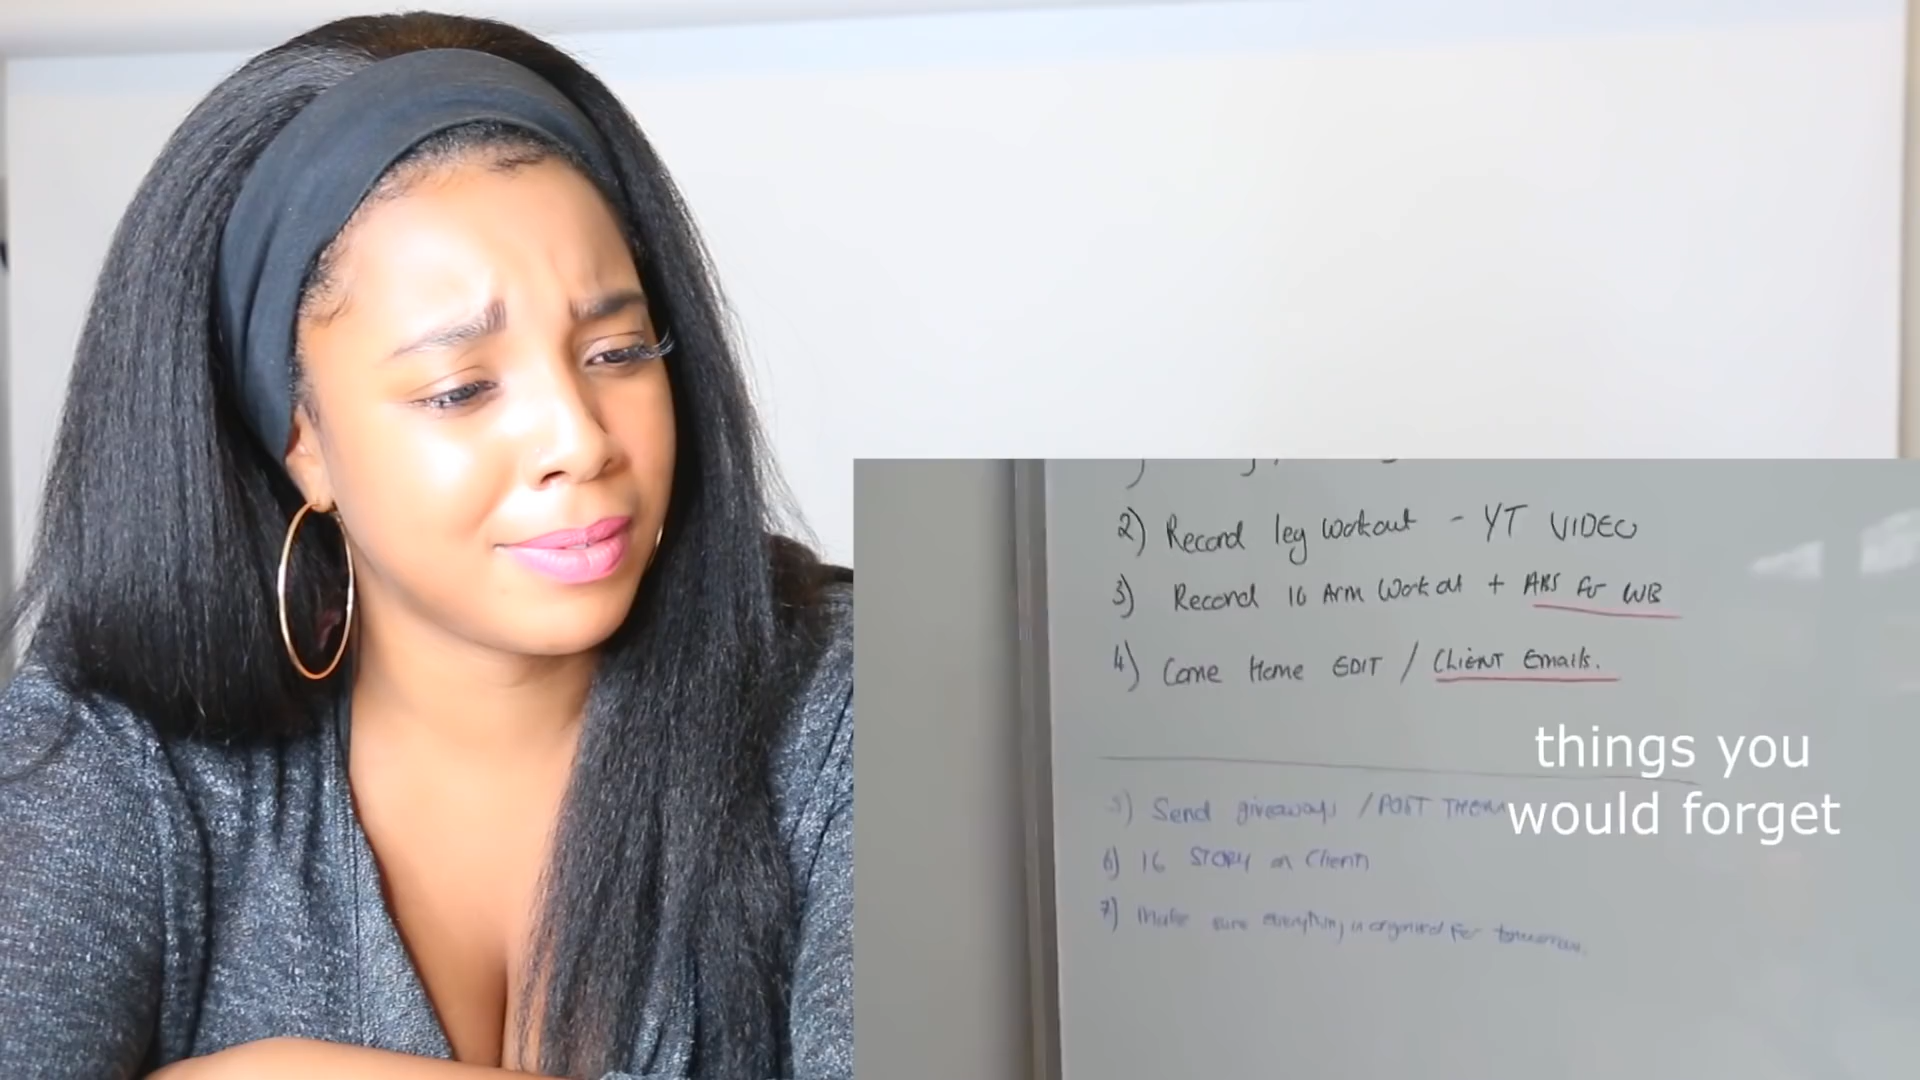 2) Record leg workout - YT VIDEO
3) Record IG Arm Workout + ABS for WB
4) Come Home EDIT / CLIENT Emails.
things you
would forget
5) Send giveaways / POST THEM
6) IG STORY on Clients
7) Make sure everything is organised for tomorrow.